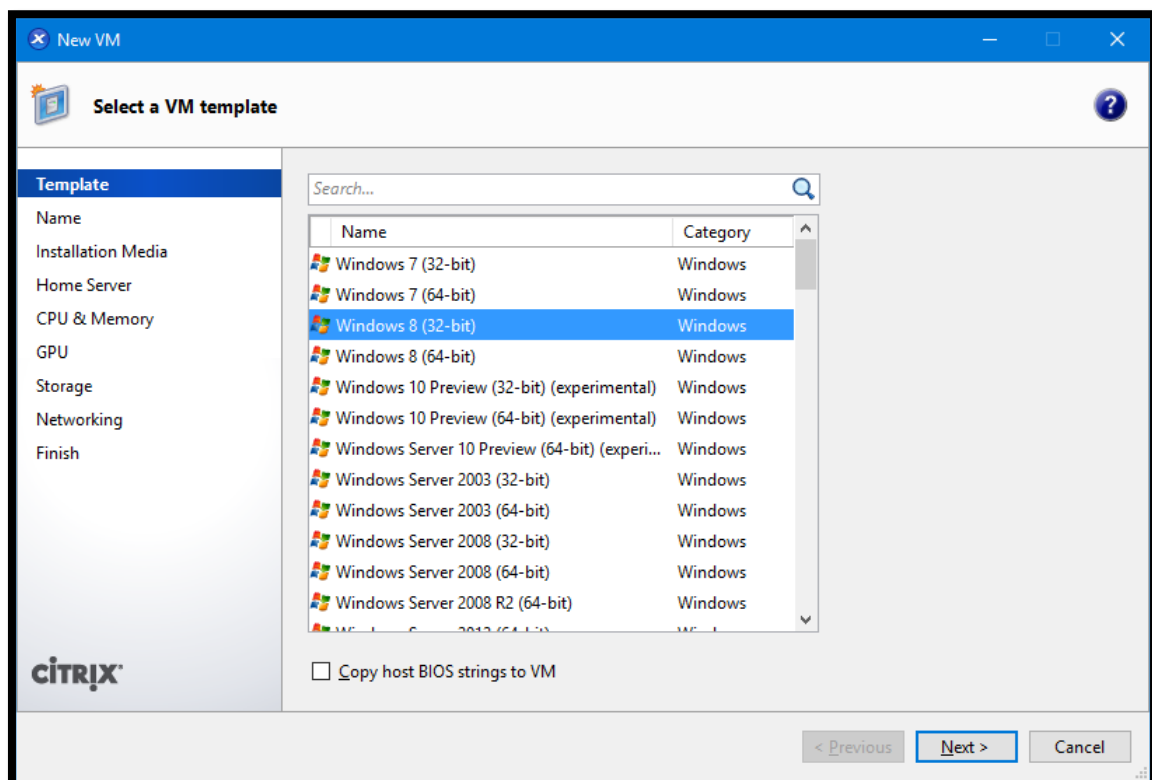 New VM
Select a VM template
Template
Name
Installation Media
Home Server
CPU & Memory
GPU
Storage
Networking
Finish
CİTRIX
Search...
Name Category
Windows 7 (32-bit) Windows
Windows 7 (64-bit) Windows
Windows 8 (32-bit) Windows
Windows 8 (64-bit) Windows
Windows 10 Preview (32-bit) (experimental) Windows
Windows 10 Preview (64-bit) (experimental) Windows
Windows Server 10 Preview (64-bit) (experi... Windows
Windows Server 2003 (32-bit) Windows
Windows Server 2003 (64-bit) Windows
Windows Server 2008 (32-bit) Windows
Windows Server 2008 (64-bit) Windows
Windows Server 2008 R2 (64-bit) Windows
Copy host BIOS strings to VM
< Previous Next > Cancel